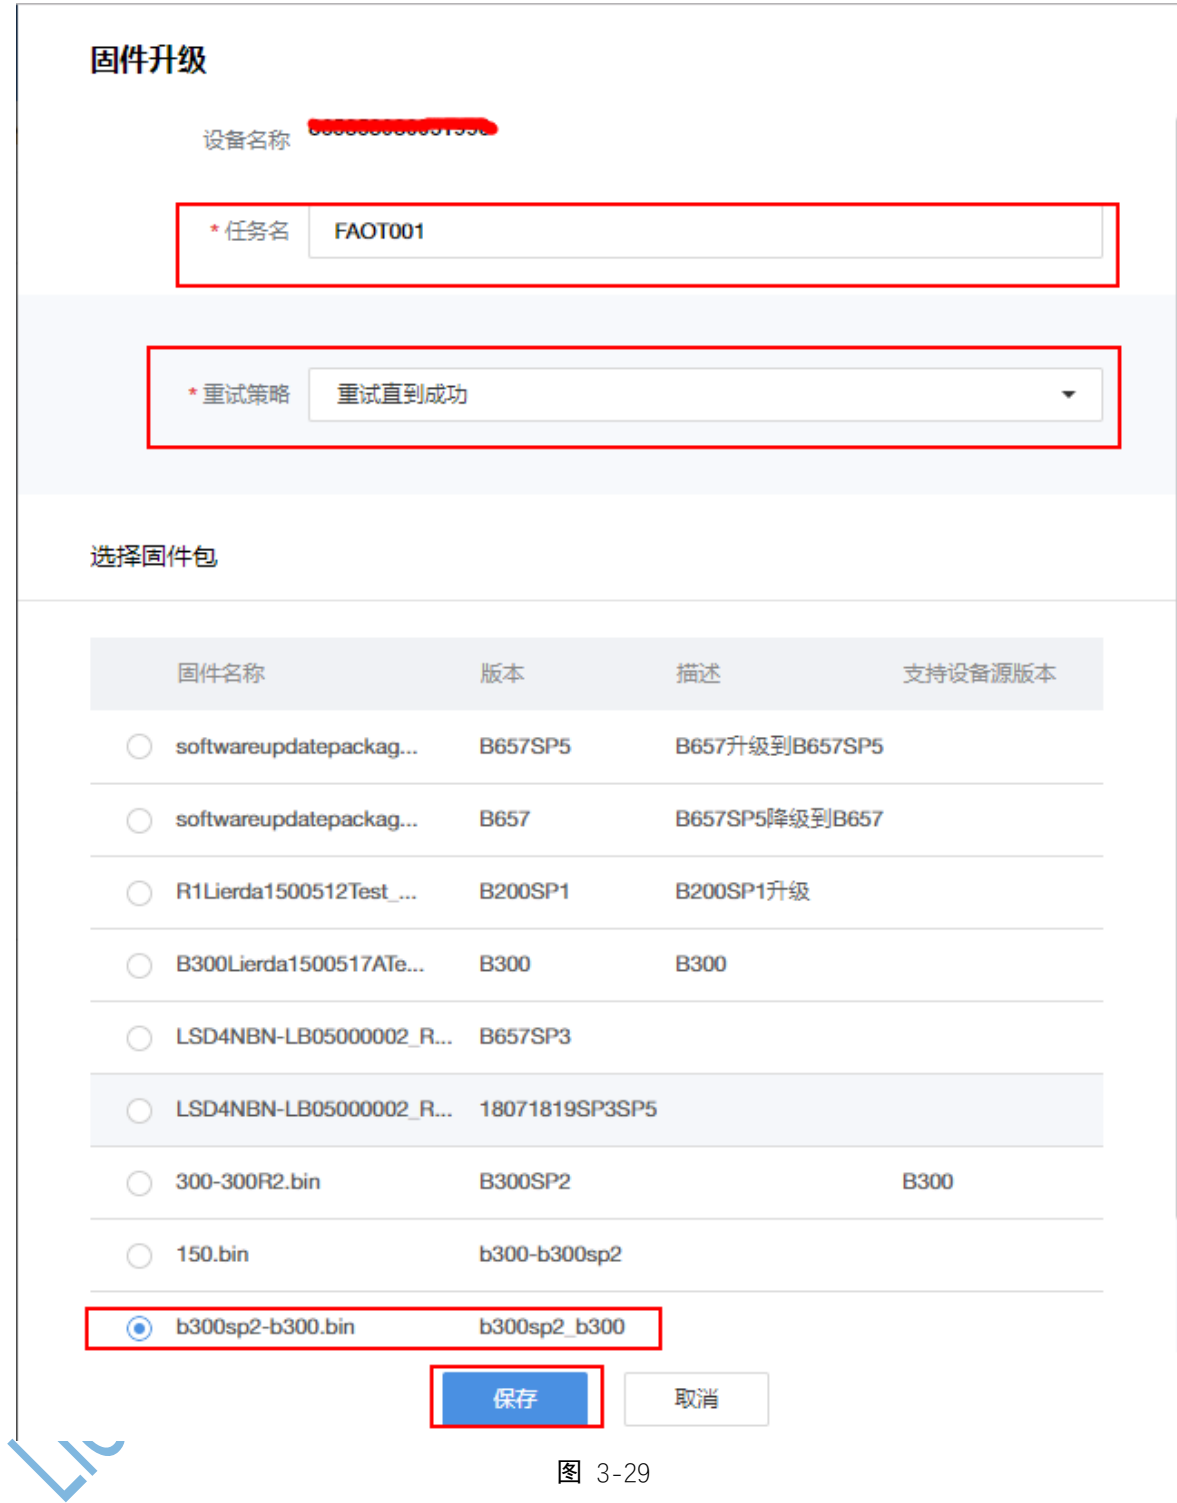 固件升级
设备名称
* 任务名 FAOT001
* 重试策略 重试直到成功
选择固件包
固件名称 版本 描述 支持设备源版本
softwareupdatepackag... B657SP5 B657升级到B657SP5
softwareupdatepackag... B657 B657SP5降级到B657
R1Lierda1500512Test_... B200SP1 B200SP1升级
B300Lierda1500517ATe... B300 B300
LSD4NBN-LB05000002_R... B657SP3
LSD4NBN-LB05000002_R... 18071819SP3SP5
300-300R2.bin B300SP2 B300
150.bin b300-b300sp2
b300sp2-b300.bin b300sp2_b300
保存 取消
图 3-29